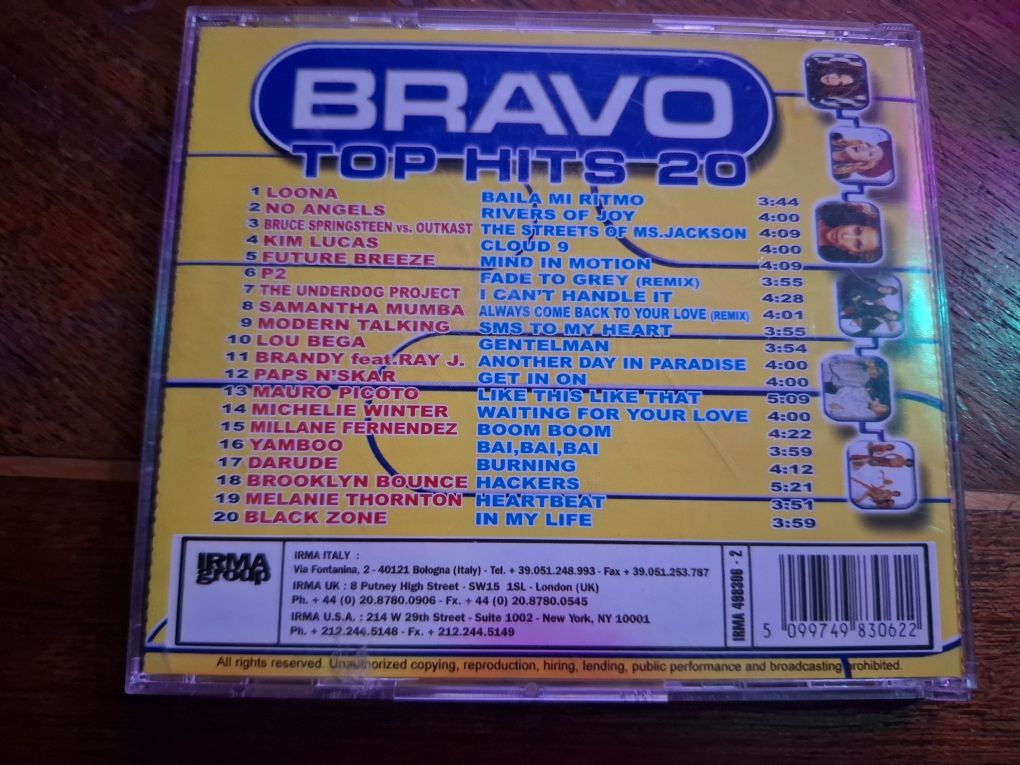 BRAVO
TOP HITS 20
1 LOONA BAILA MI RITMO 3:44
2 NO ANGELS RIVERS OF JOY 4:00
3 BRUCE SPRINGSTEEN vs. OUTKAST THE STREETS OF MS.JACKSON 4:09
4 KIM LUCAS CLOUD 9 4:00
5 FUTURE BREEZE MIND IN MOTION 4:09
6 P2 FADE TO GREY (REMIX) 3:55
7 THE UNDERDOG PROJECT I CAN'T HANDLE IT 4:28
8 SAMANTHA MUMBA ALWAYS COME BACK TO YOUR LOVE (REMIX) 4:01
9 MODERN TALKING SMS TO MY HEART 3:55
10 LOU BEGA GENTELMAN 3:54
11 BRANDY feat.RAY J. ANOTHER DAY IN PARADISE 4:00
12 PAPS N'SKAR GET IN ON 4:00
13 MAURO PICOTO LIKE THIS LIKE THAT 5:09
14 MICHELIE WINTER WAITING FOR YOUR LOVE 4:00
15 MILLANE FERNENDEZ BOOM BOOM 4:22
16 YAMBOO BAI,BAI,BAI 3:59
17 DARUDE BURNING 4:12
18 BROOKLYN BOUNCE HACKERS 5:21
19 MELANIE THORNTON HEARTBEAT 3:51
20 BLACK ZONE IN MY LIFE 3:59
IRMA group
IRMA ITALY :
Via Fontanina, 2 - 40121 Bologna (Italy) - Tel. + 39.051.248.993 - Fax + 39.051.253.787
IRMA UK : 8 Putney High Street - SW15 1SL - London (UK)
Ph. + 44 (0) 20.8780.0906 - Fx. + 44 (0) 20.8780.0545
IRMA U.S.A. : 214 W 29th Street - Suite 1002 - New York, NY 10001
Ph. + 212.244.5148 - Fx. + 212.244.5149
IRMA 498306 - 2
5 099749 830622
All rights reserved. Unauthorized copying, reproduction, hiring, lending, public performance and broadcasting prohibited.